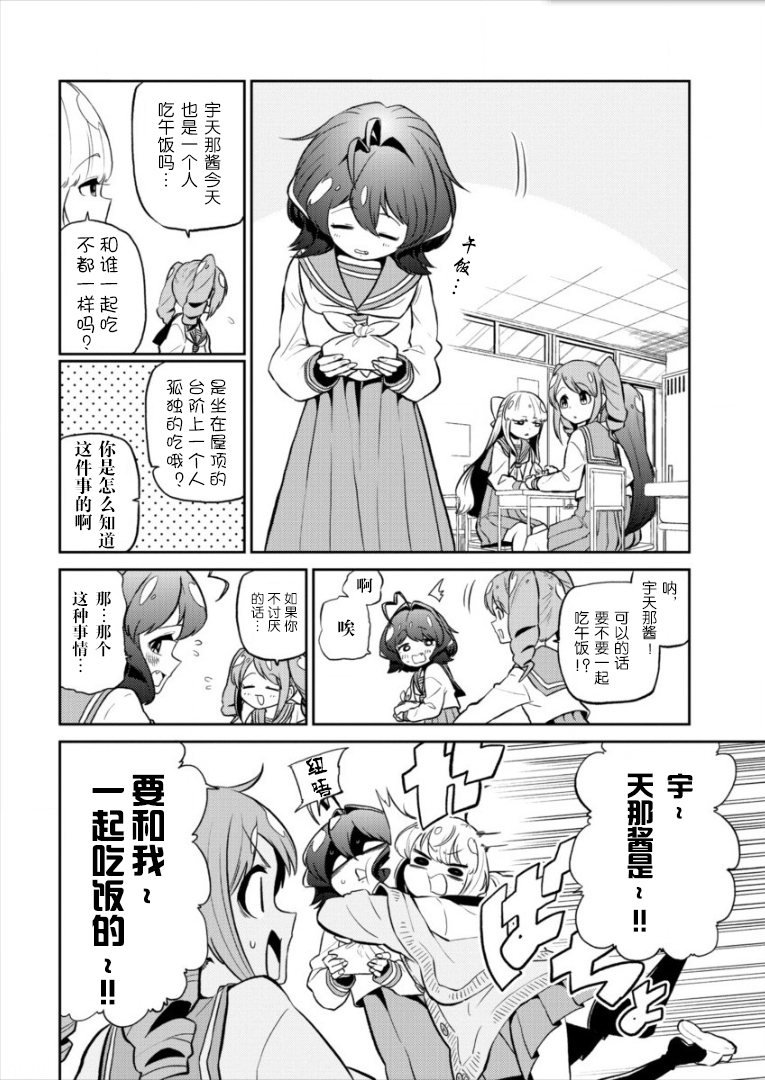 午饭…
宇天那酱今天
也是一个人
吃午饭吗…
和谁一起吃
不都一样吗？
是坐在屋顶的
台阶上一个人
孤独的吃哦？
你是怎么知道
这件事的啊
呐，
宇天那酱！
可以的话
要不要一起
吃午饭！？
啊
唉
如果你
不讨厌
的话…
那…那个
这种事情…
宇~
天那酱是~!!
要和我~
一起吃饭的~!!